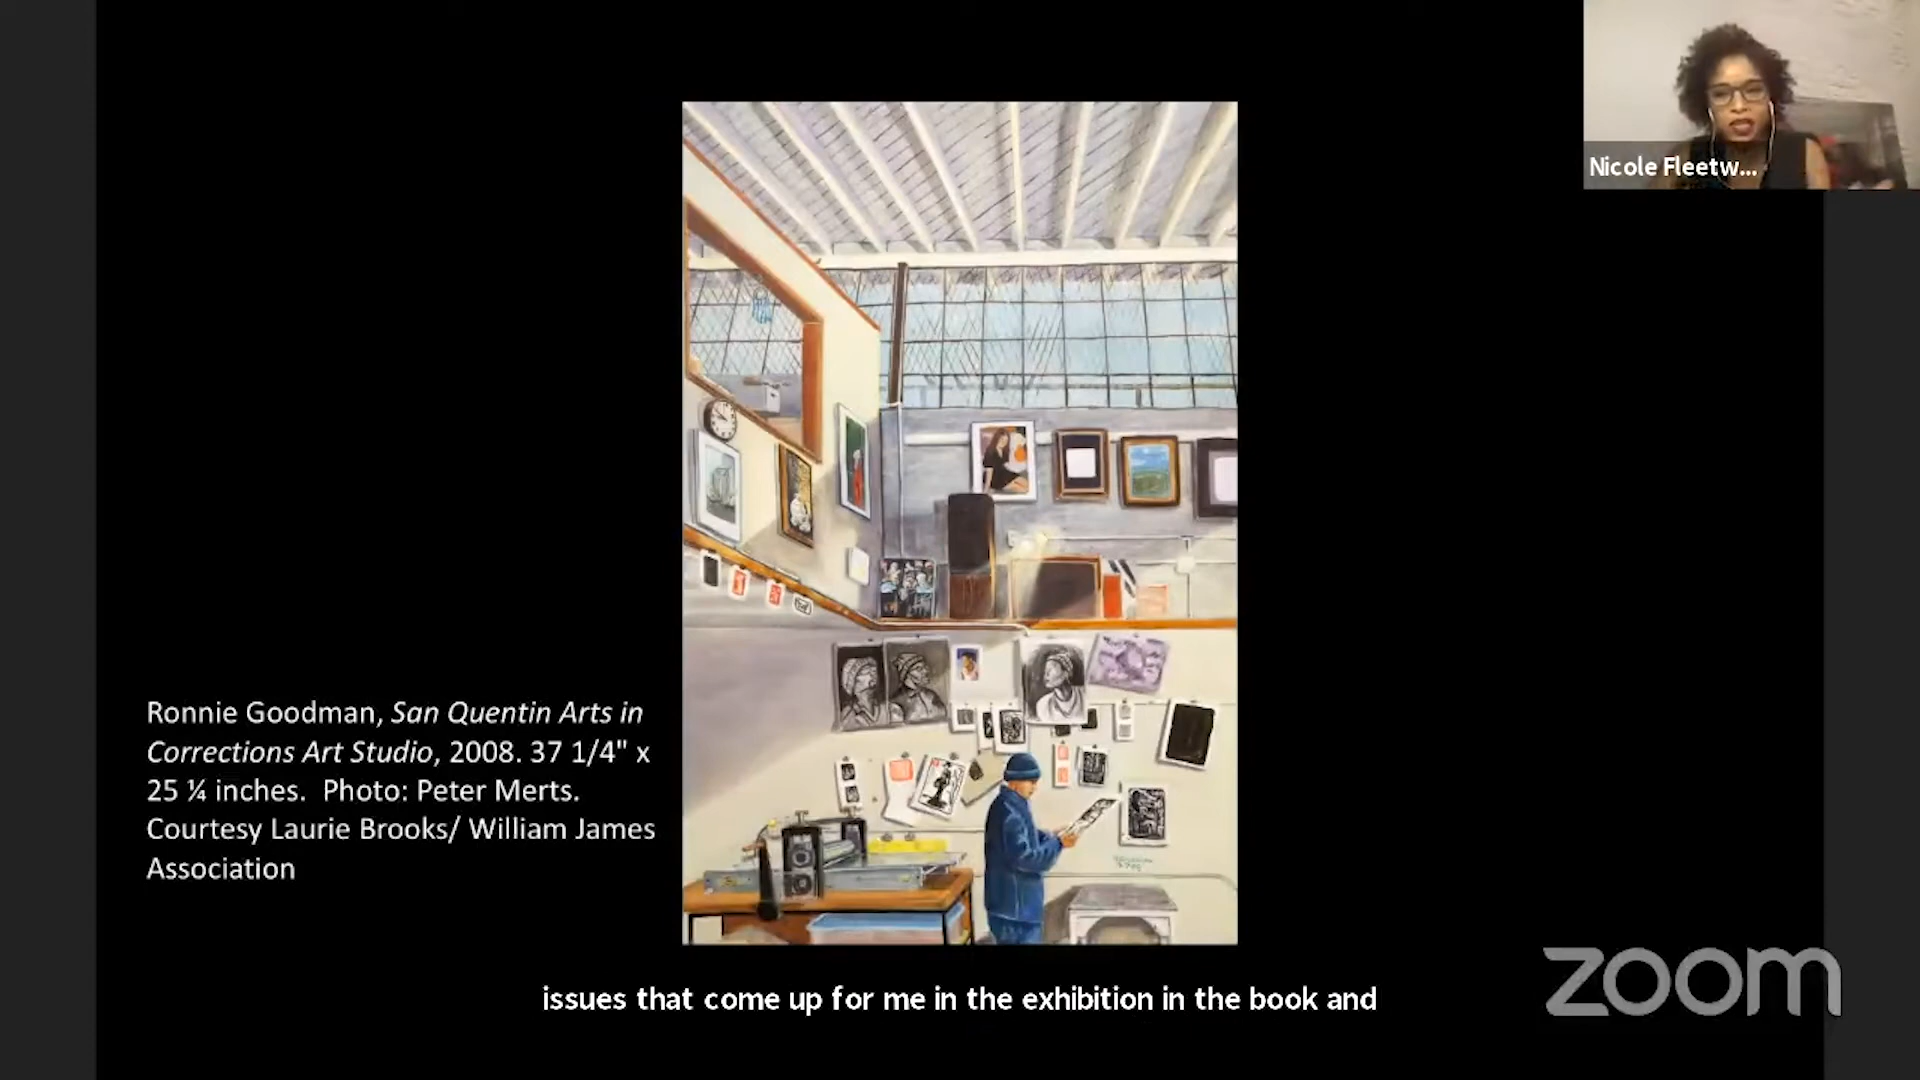 Nicole Fleetw...
Ronnie Goodman, San Quentin Arts in
Corrections Art Studio, 2008. 37 1/4" x
25 ¼ inches.  Photo: Peter Merts.
Courtesy Laurie Brooks/ William James
Association
issues that come up for me in the exhibition in the book and
zoom